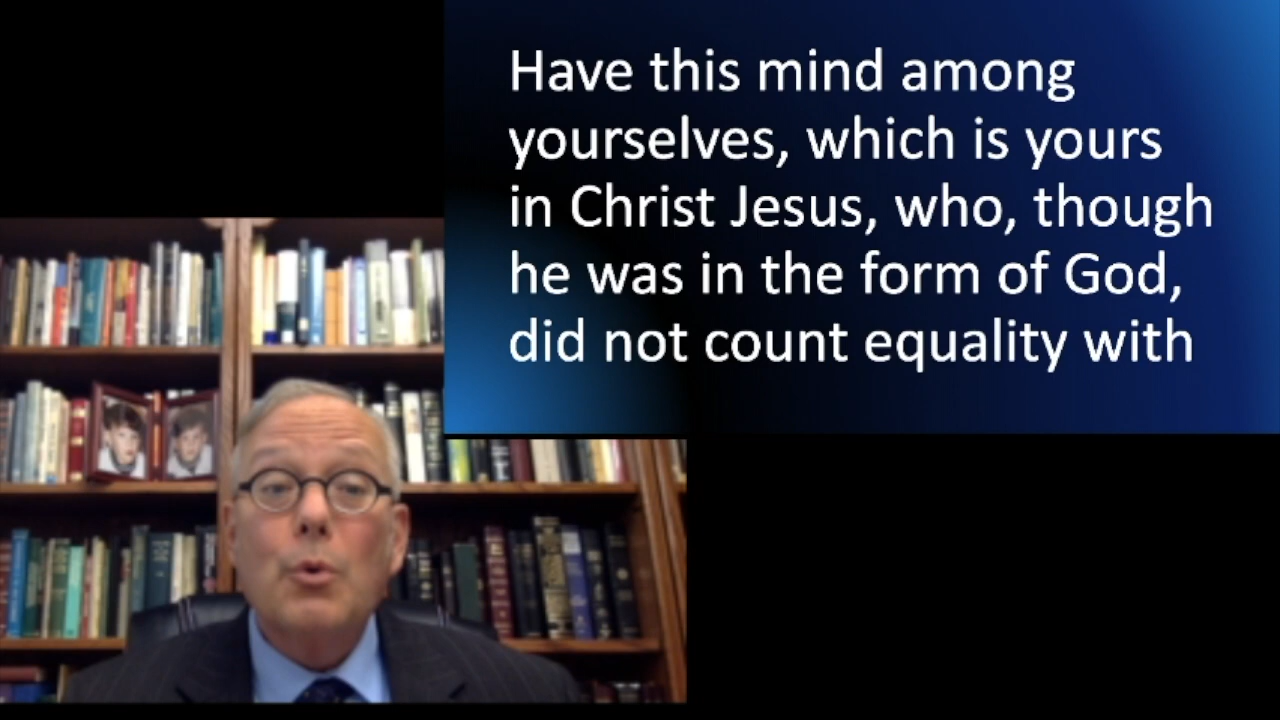 Have this mind among
yourselves, which is yours
in Christ Jesus, who, though
he was in the form of God,
did not count equality with